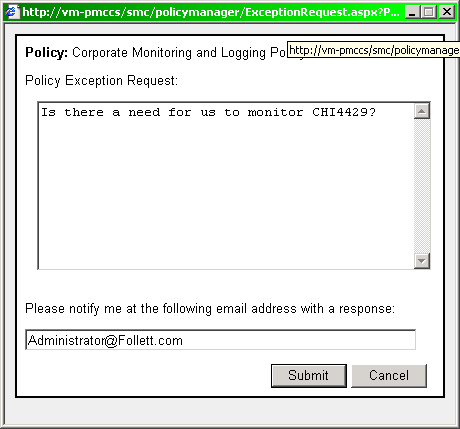 http://vm-pmccs/smc/policymanager/ExceptionRequest.aspx?P...
Policy: Corporate Monitoring and Logging Po
http://vm-pmccs/smc/policymanage
Policy Exception Request:
Is there a need for us to monitor CHI4429?
Please notify me at the following email address with a response:
Administrator@Follett.com
Submit Cancel